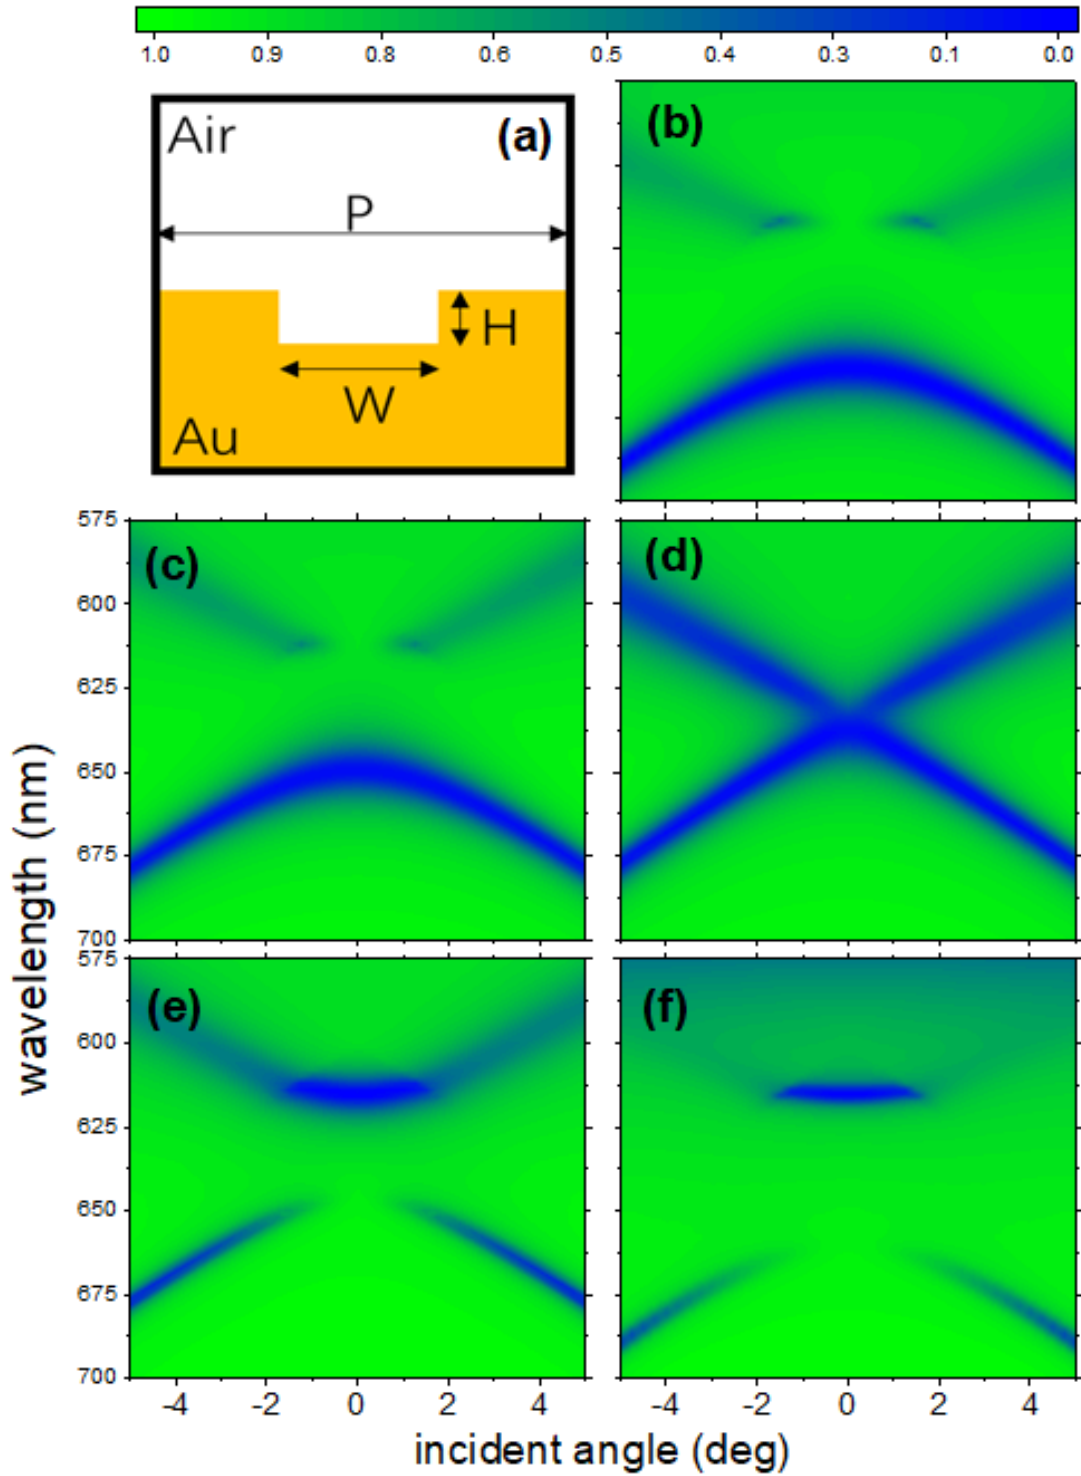 1.0 0.9 0.8 0.6 0.5 0.4 0.3 0.1 0.0
Air (a)
P
H
W
Au
(b)
575
600
625
650
675
700
(c)
(d)
wavelength (nm)
575
600
625
650
675
700
(e)
(f)
-4 -2 0 2 4
-4 -2 0 2 4
incident angle (deg)